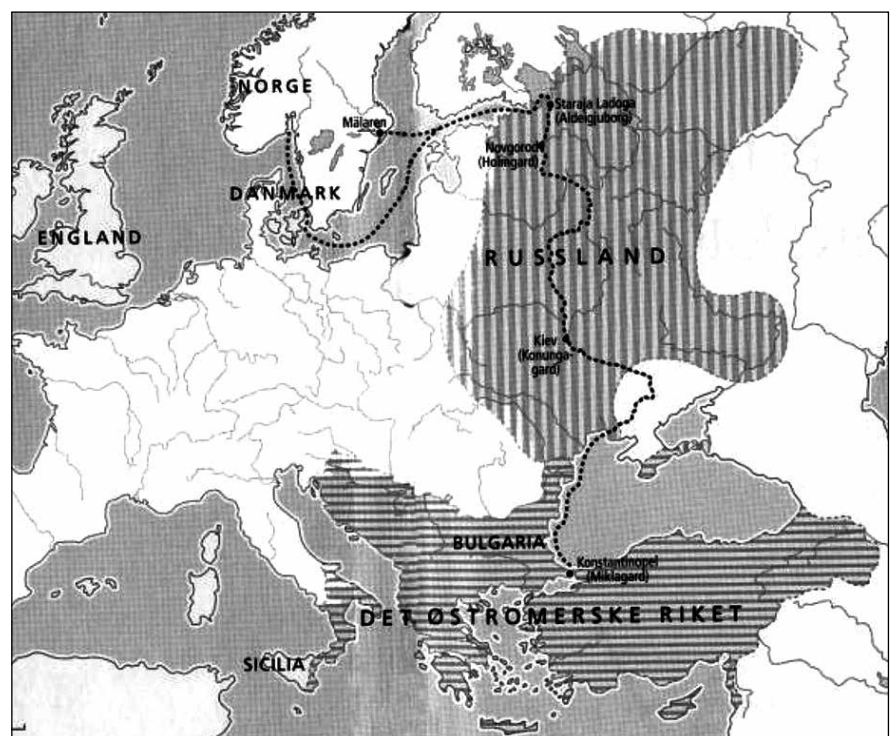 NORGE
Mälaren
Staraja Ladoga
(Aldeigjuborg)
Novgorod
(Holmgard)
DANMARK
ENGLAND
RUSSLAND
Kiev
(Konunga-
gard)
BULGARIA
Konstantinopel
(Miklagard)
DET ØSTROMERSKE RIKET
SICILIA